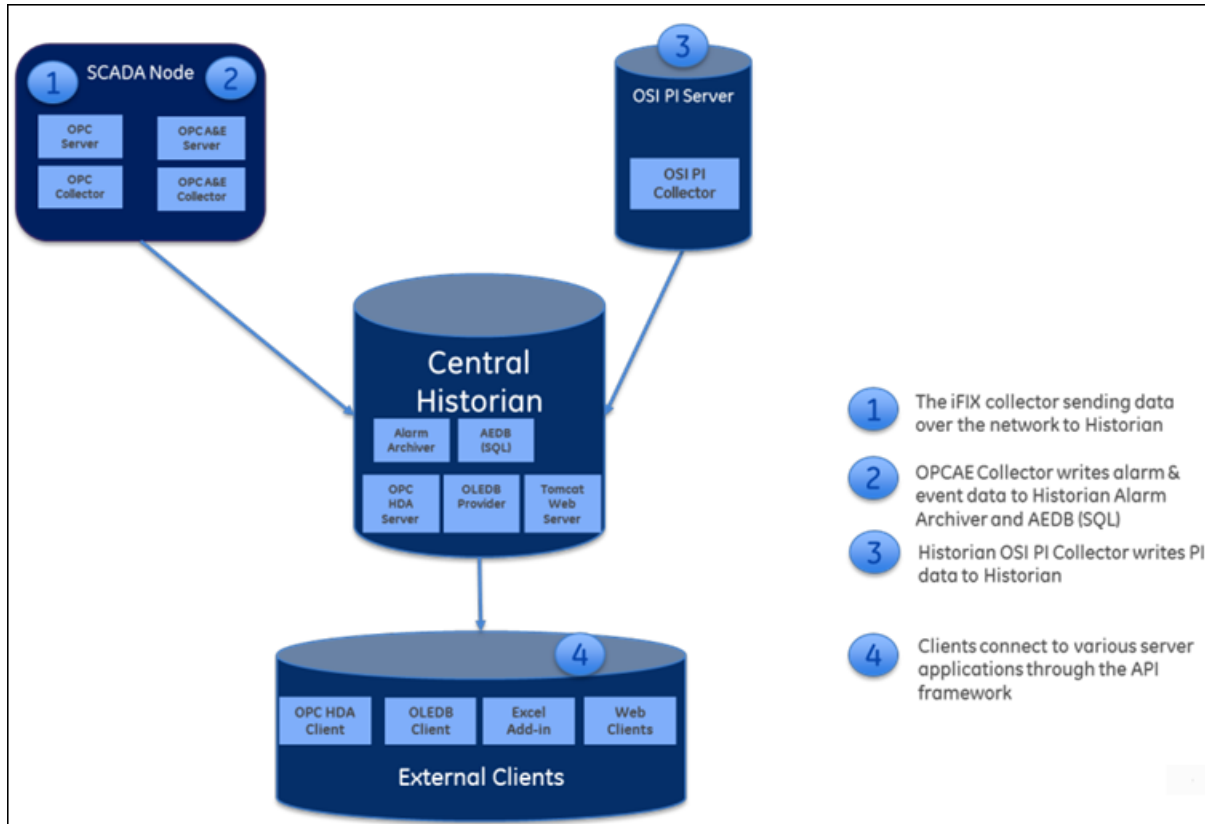 1
SCADA Node
2
OPC
Server
OPC A&E
Server
OPC
Collector
OPC A&E
Collector
3
OSI PI Server
OSI PI
Collector
Central
Historian
Alarm
Archiver
AEDB
(SQL)
OPC
HDA
Server
OLEDB
Provider
Tomcat
Web
Server
4
OPC HDA
Client
OLEDB
Client
Excel
Add-in
Web
Clients
External Clients
1
The iFIX collector sending data
over the network to Historian
2
OPCAE Collector writes alarm &
event data to Historian Alarm
Archiver and AEDB (SQL)
3
Historian OSI PI Collector writes PI
data to Historian
4
Clients connect to various server
applications through the API
framework